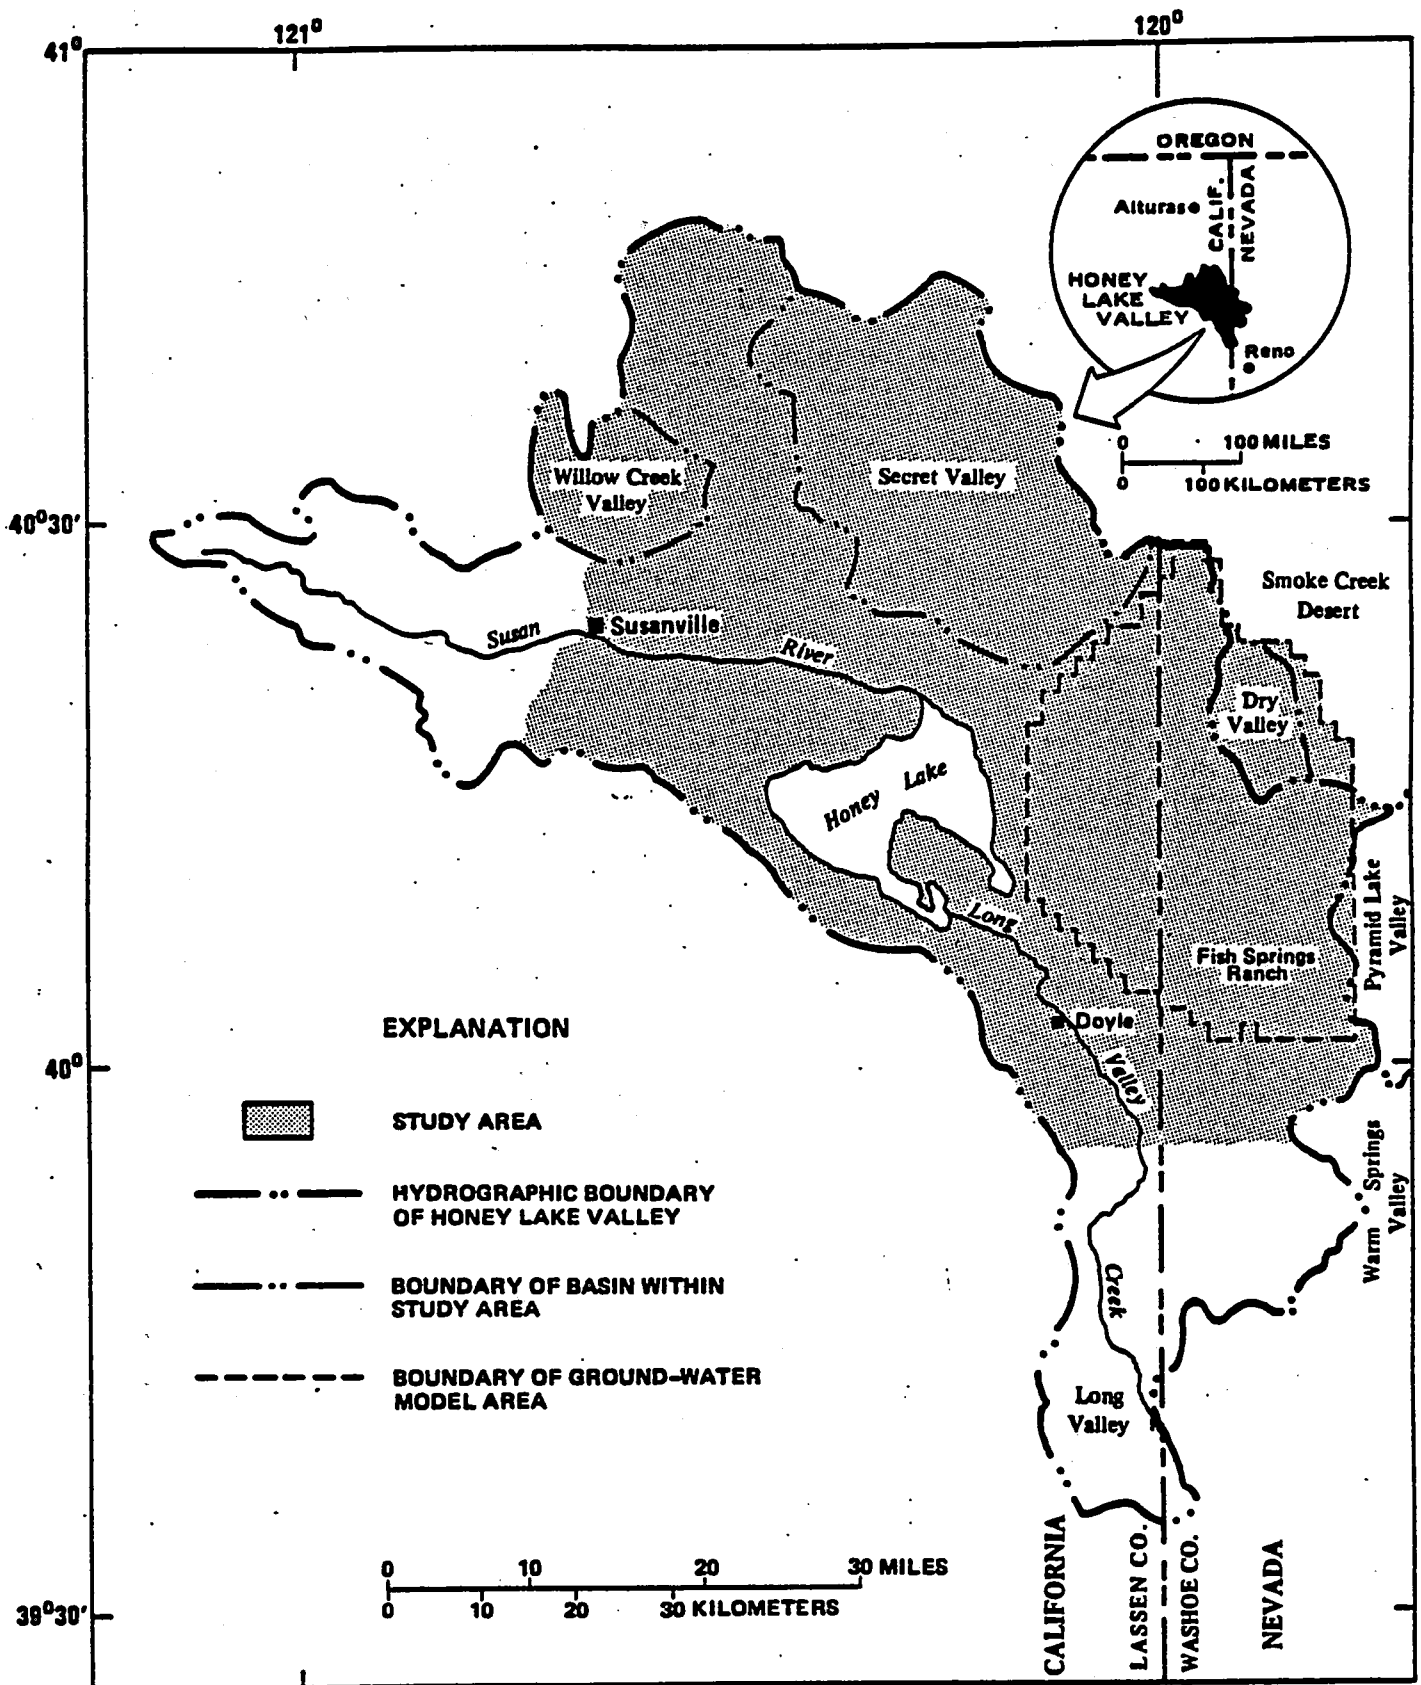 121°
120°
41°
OREGON
Alturas
CALIF.
NEVADA
HONEY
LAKE
VALLEY
Reno
0 100 MILES
0 100 KILOMETERS
Willow Creek
Valley
Secret Valley
40°30'
Smoke Creek
Desert
Susan
Susanville
River
Dry
Valley
Honey Lake
Long
Pyramid Lake
Valley
Fish Springs
Ranch
EXPLANATION
Doyle
40°
Valley
STUDY AREA
Warm Springs
Valley
HYDROGRAPHIC BOUNDARY
OF HONEY LAKE VALLEY
Creek
BOUNDARY OF BASIN WITHIN
STUDY AREA
BOUNDARY OF GROUND-WATER
MODEL AREA
Long
Valley
0 10 20 30 MILES
0 10 20 30 KILOMETERS
39°30'
CALIFORNIA
LASSEN CO.
WASHOE CO.
NEVADA